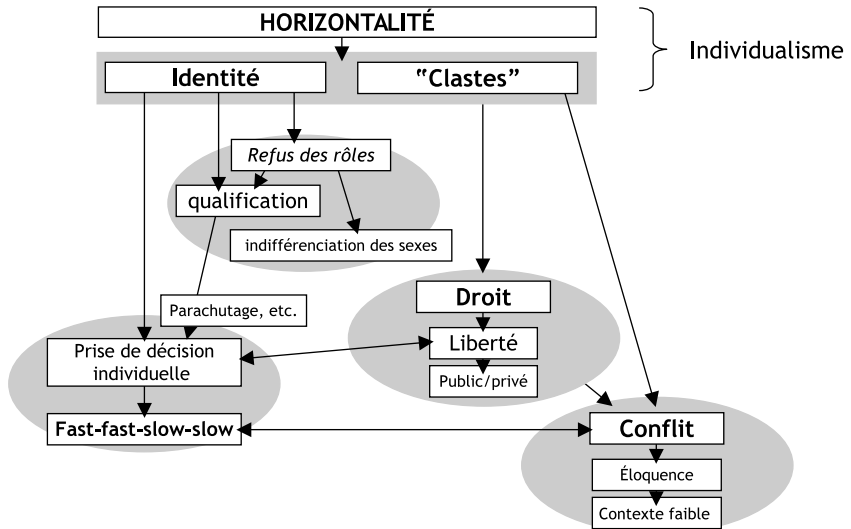 HORIZONTALITÉ
Individualisme
Identité
"Clastes"
Refus des rôles
qualification
indifférenciation des sexes
Droit
Parachutage, etc.
Liberté
Prise de décision
individuelle
Public/privé
Fast-fast-slow-slow
Conflit
Éloquence
Contexte faible